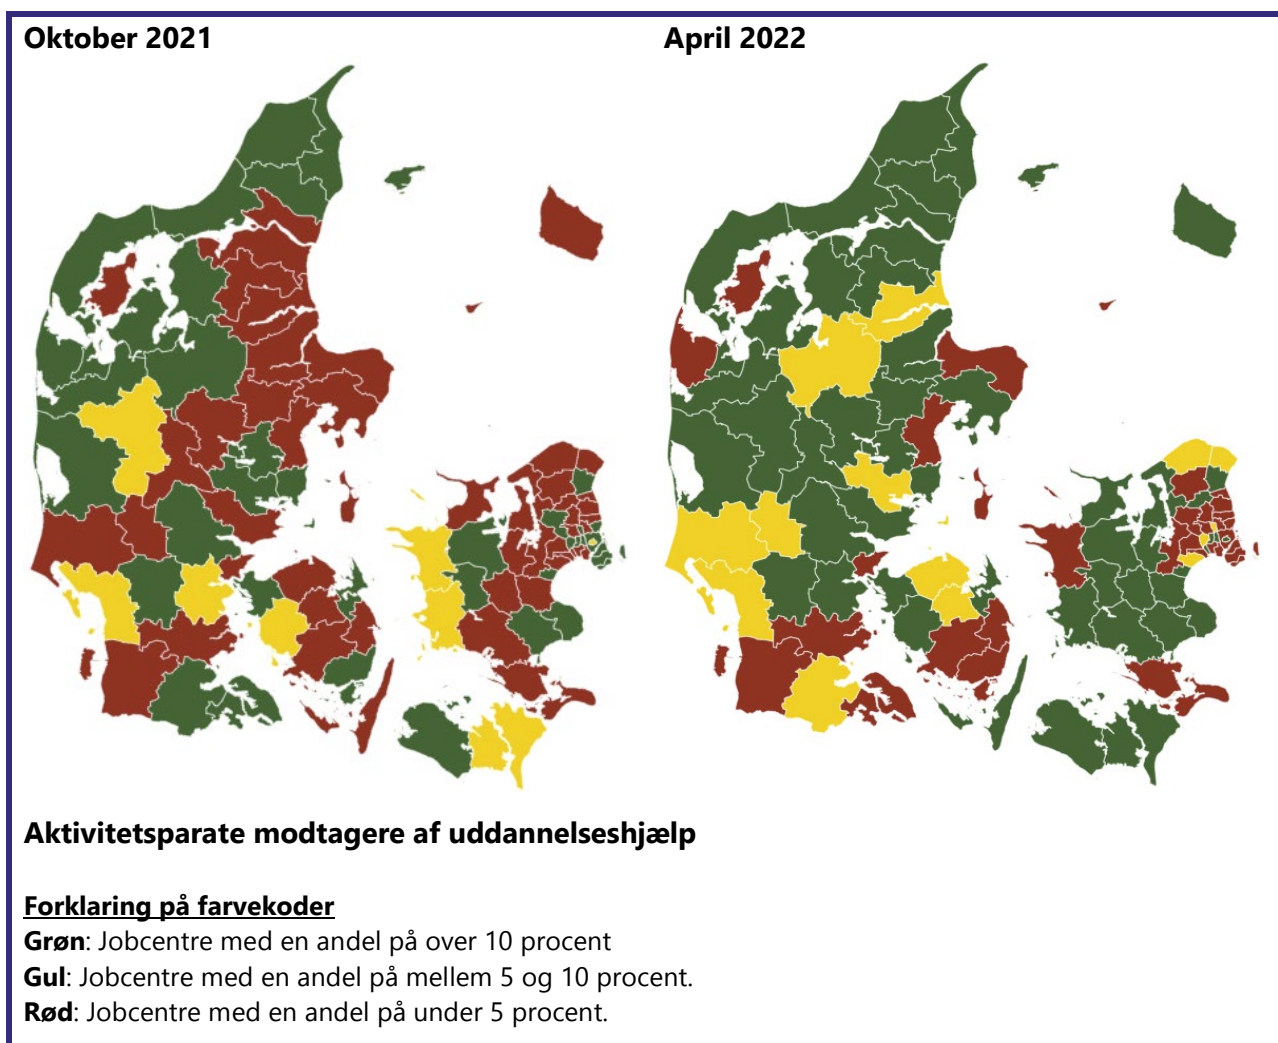 Oktober 2021
April 2022
Aktivitetsparate modtagere af uddannelseshjælp
Forklaring på farvekoder
Grøn: Jobcentre med en andel på over 10 procent
Gul: Jobcentre med en andel på mellem 5 og 10 procent.
Rød: Jobcentre med en andel på under 5 procent.